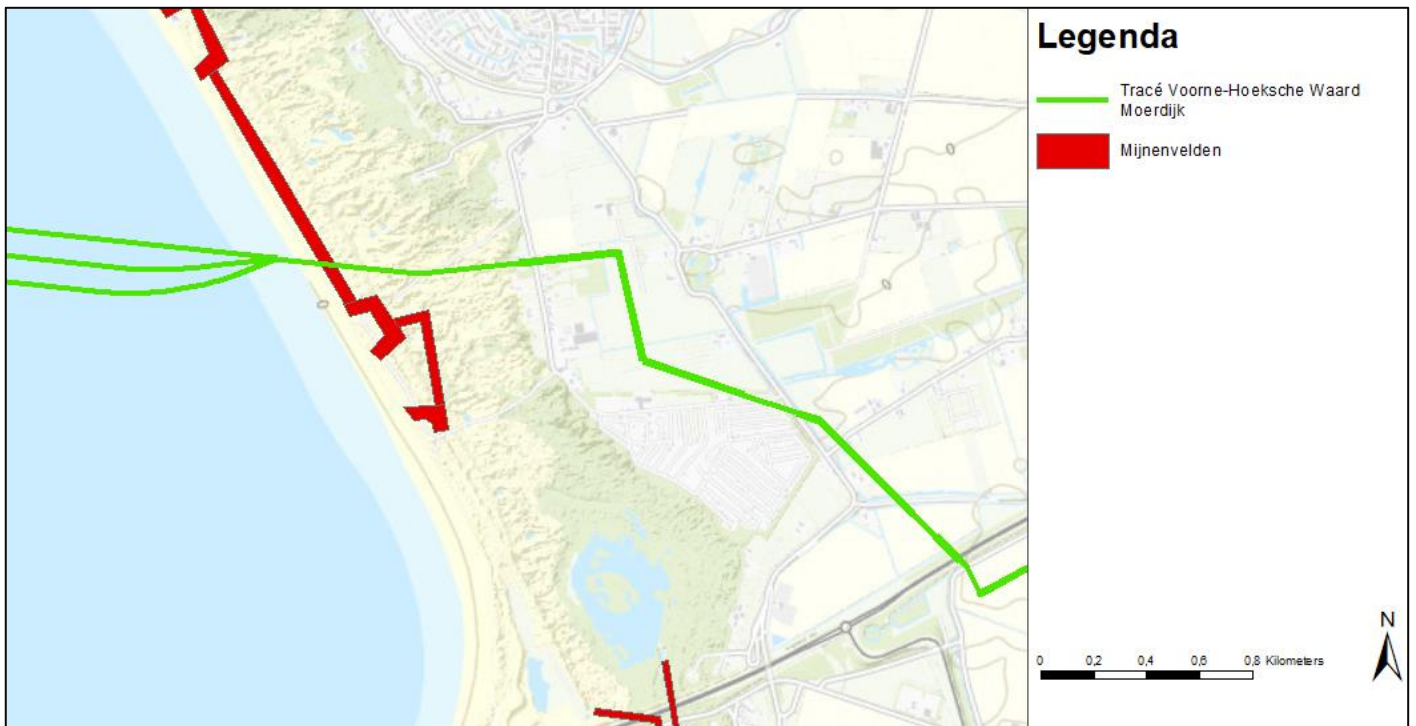 Legenda
Tracé Voorne-Hoeksche Waard
Moerdijk
Mijnenvelden
N
0 0,2 0,4 0,6 0,8 Kilometers